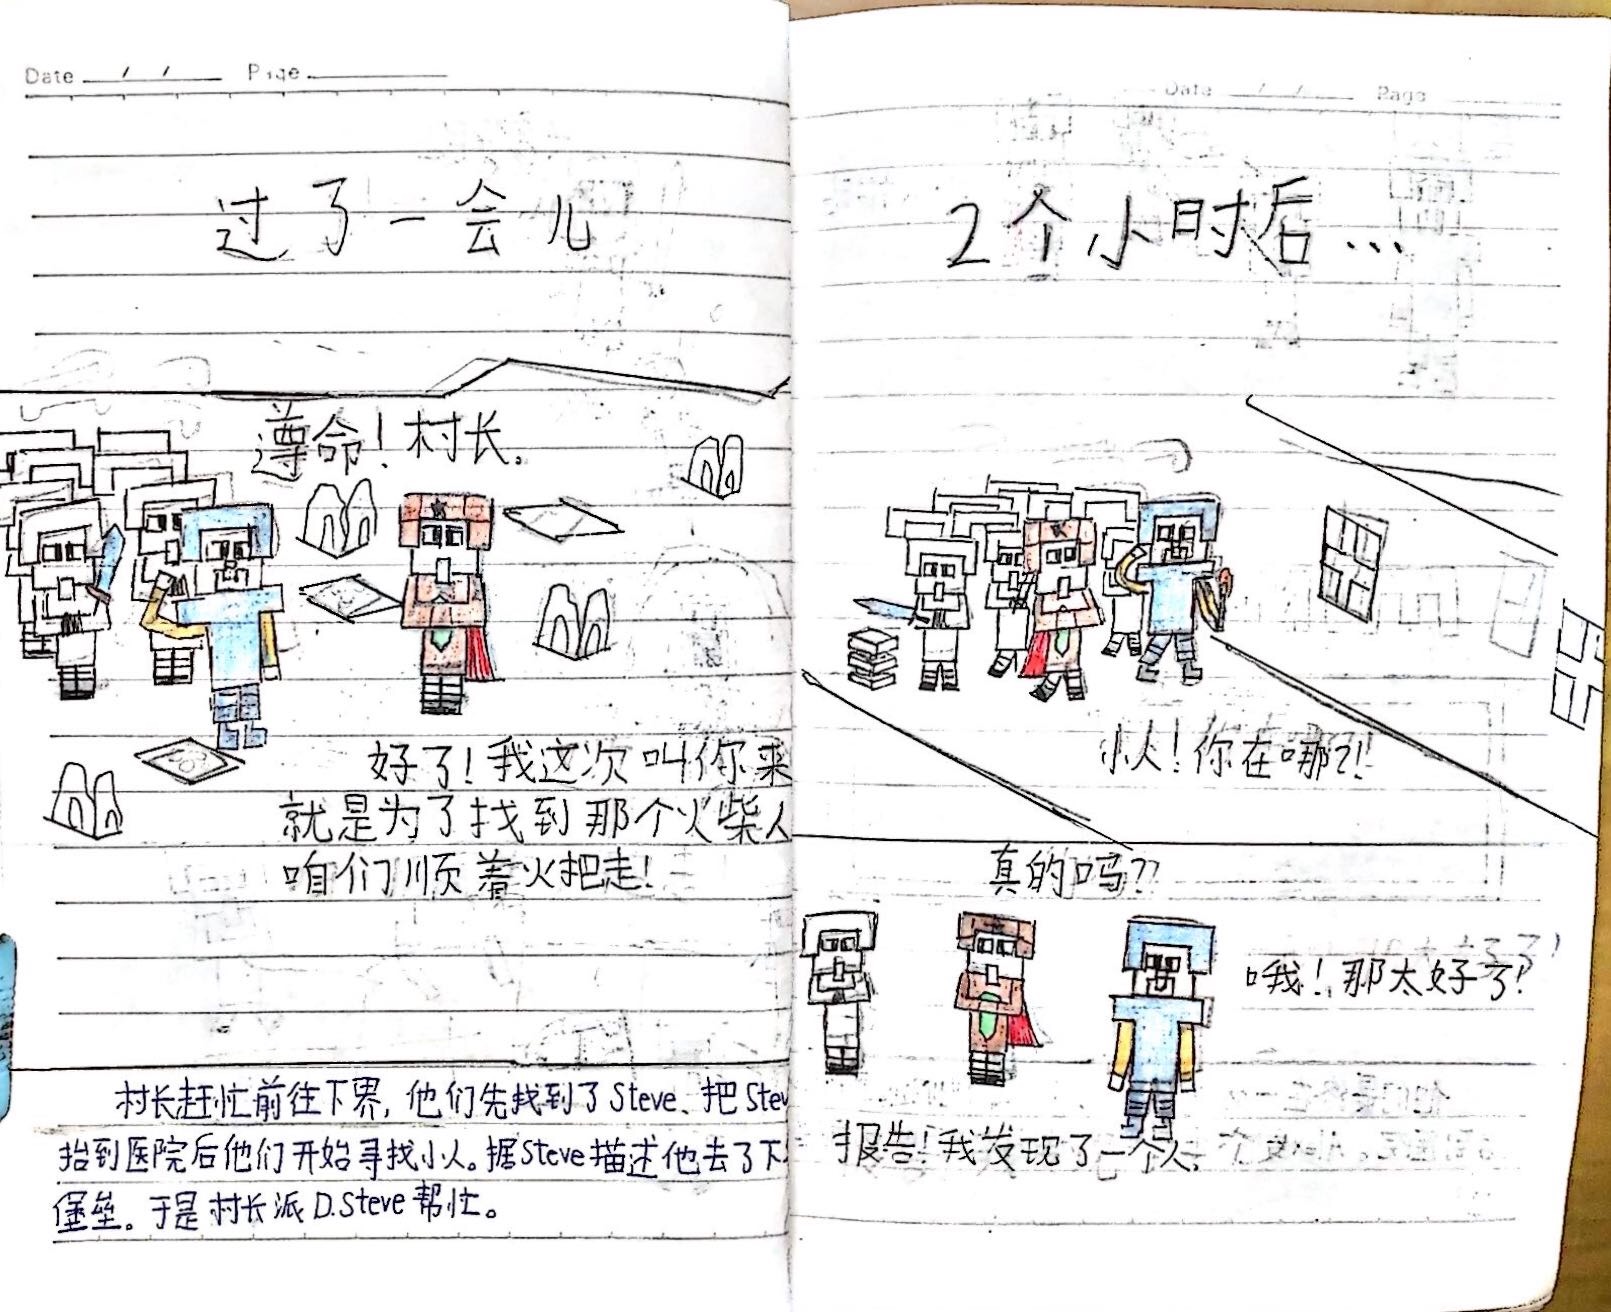 Date / / Page
过了一会儿
遵命！村长。
好了！我这次叫你来
就是为了找到那个火柴人
咱们顺着火把走！
村长赶忙前往下界，他们先找到了Steve、把Stev
抬到医院后他们开始寻找小人。据Steve描述他去了下
堡垒。于是村长派D.Steve帮忙。
Date / / Page
2个小时后...
小人！你在哪?!!
真的吗??
哦！那太好了！
报告！我发现了一个人、